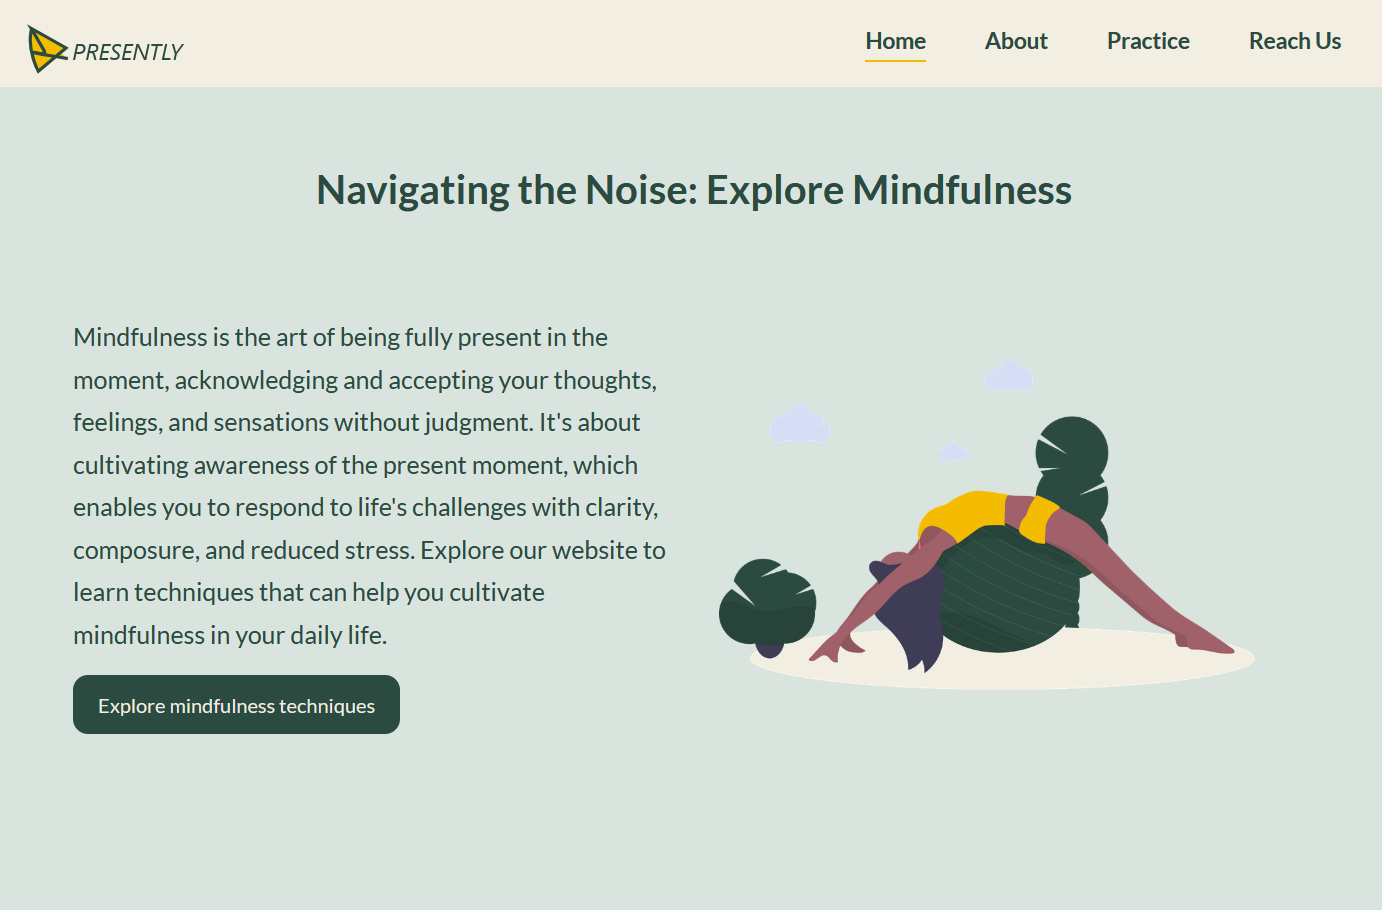 PRESENTLY
Home About Practice Reach Us
Navigating the Noise: Explore Mindfulness
Mindfulness is the art of being fully present in the
moment, acknowledging and accepting your thoughts,
feelings, and sensations without judgment. It's about
cultivating awareness of the present moment, which
enables you to respond to life's challenges with clarity,
composure, and reduced stress. Explore our website to
learn techniques that can help you cultivate
mindfulness in your daily life.
Explore mindfulness techniques